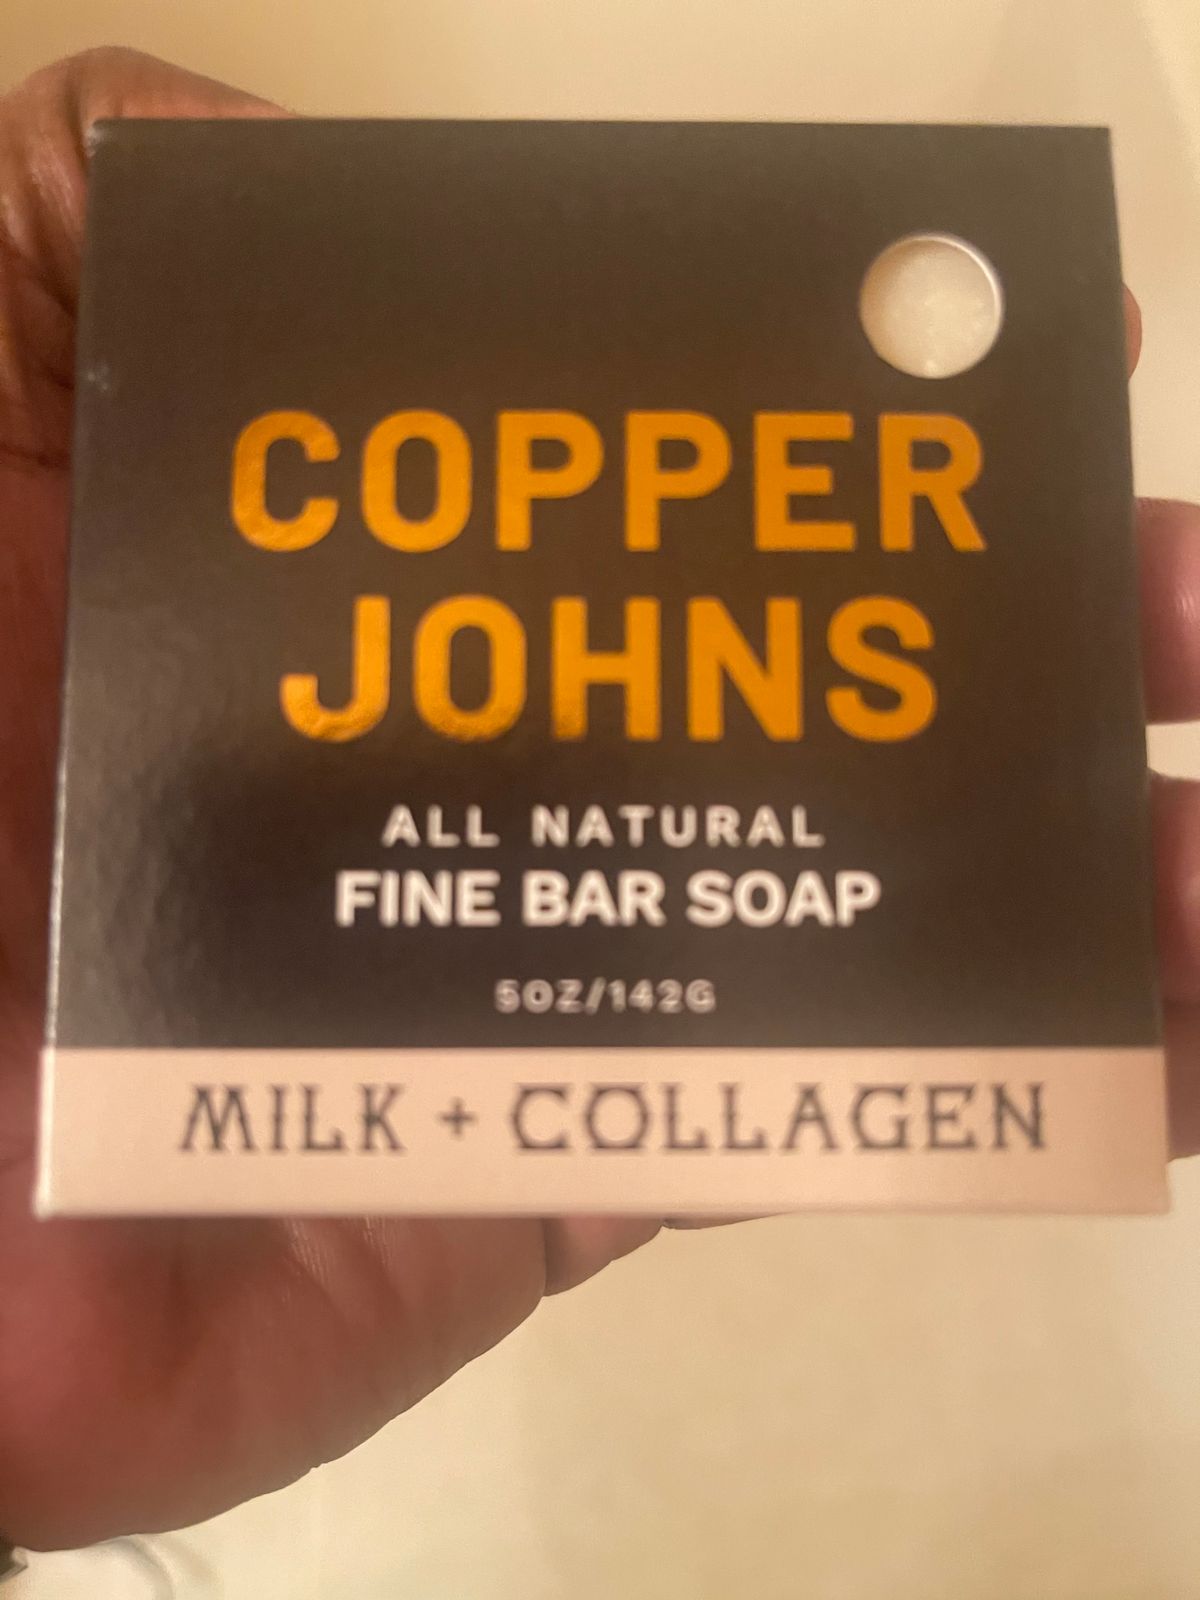 COPPER
JOHNS
ALL NATURAL
FINE BAR SOAP
5OZ/142G
MILK + COLLAGEN